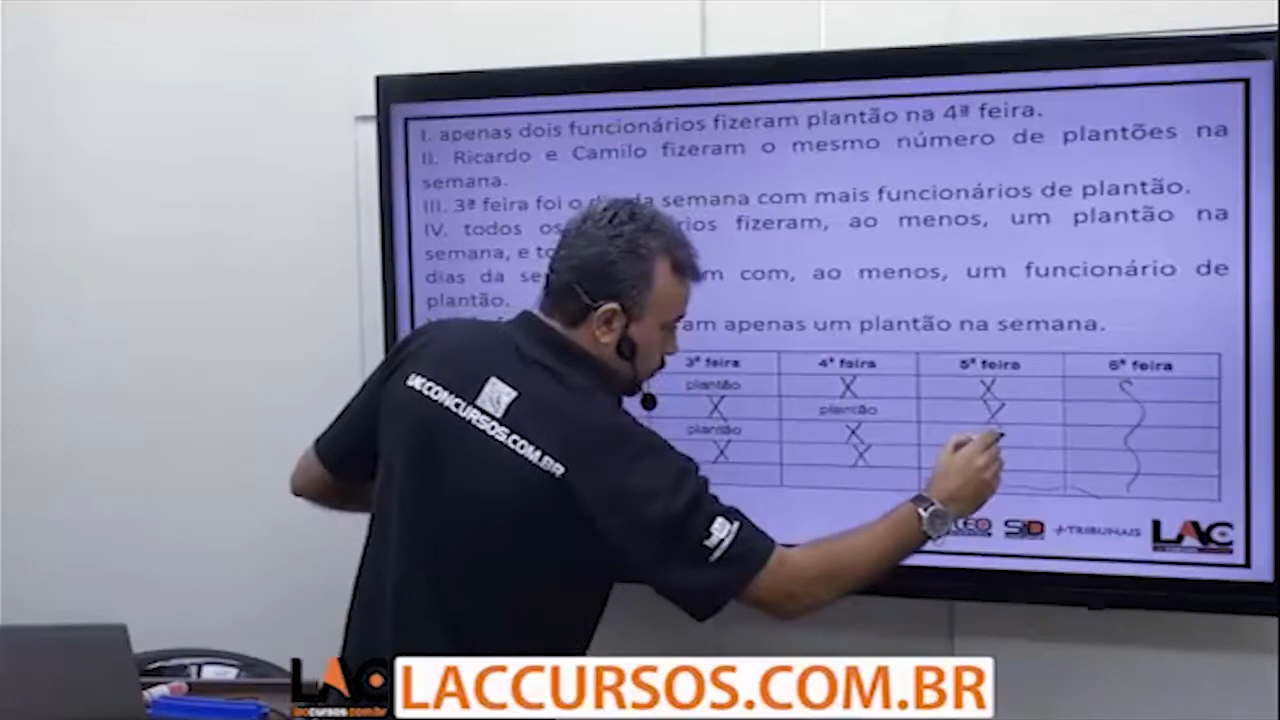 I. apenas dois funcionários fizeram plantão na 4ª feira.
II. Ricardo e Camilo fizeram o mesmo número de plantões na
semana.
III. 3ª feira foi o da semana com mais funcionários de plantão.
IV. todos os fizeram, ao menos, um plantão na
semana, e
dias da com, ao menos, um funcionário de
plantão.
apenas um plantão na semana.
3ª feira 4ª feira 5ª feira 6ª feira
plantão X X
X plantão X
plantão X
X X
SD +TRIBUNAIS LAC
LACCONCURSOS.COM.BR
LAC
LACCURSOS.COM.BR